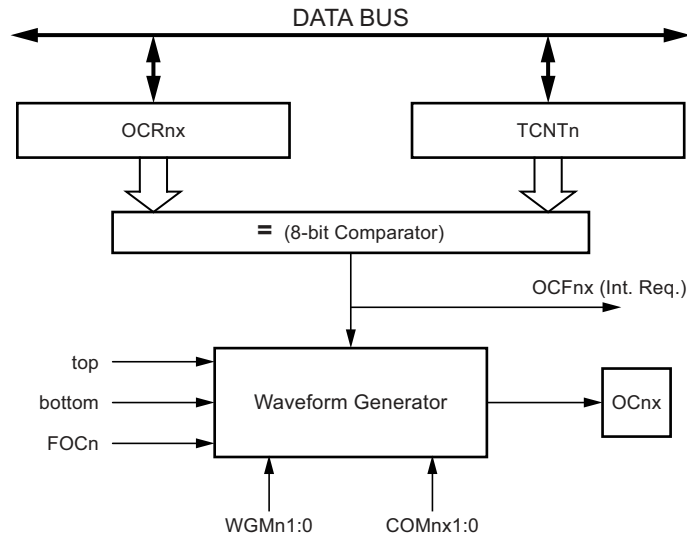 DATA BUS
OCRnx
TCNTn
= (8-bit Comparator)
OCFnx (Int. Req.)
top
bottom
FOCn
Waveform Generator
OCnx
WGMn1:0
COMnx1:0